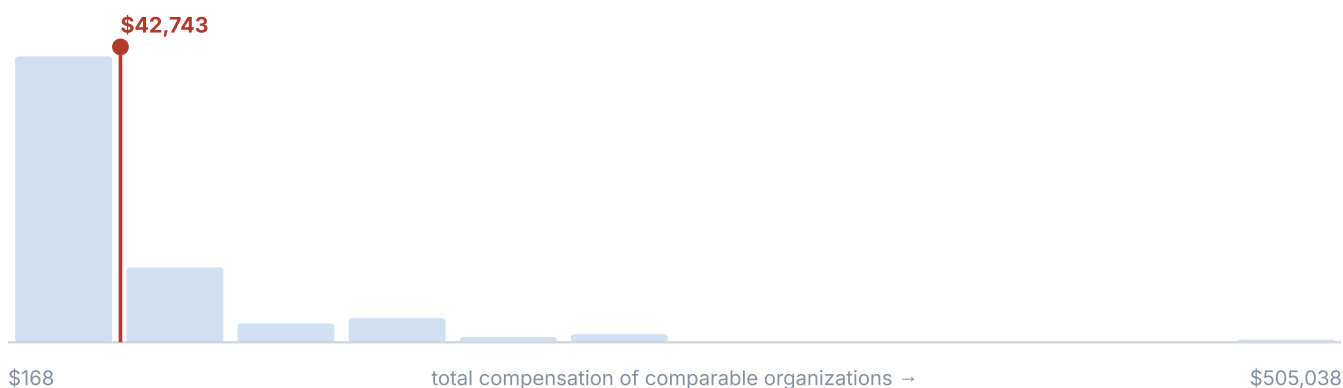 $42,743
$168 total compensation of comparable organizations → $505,038